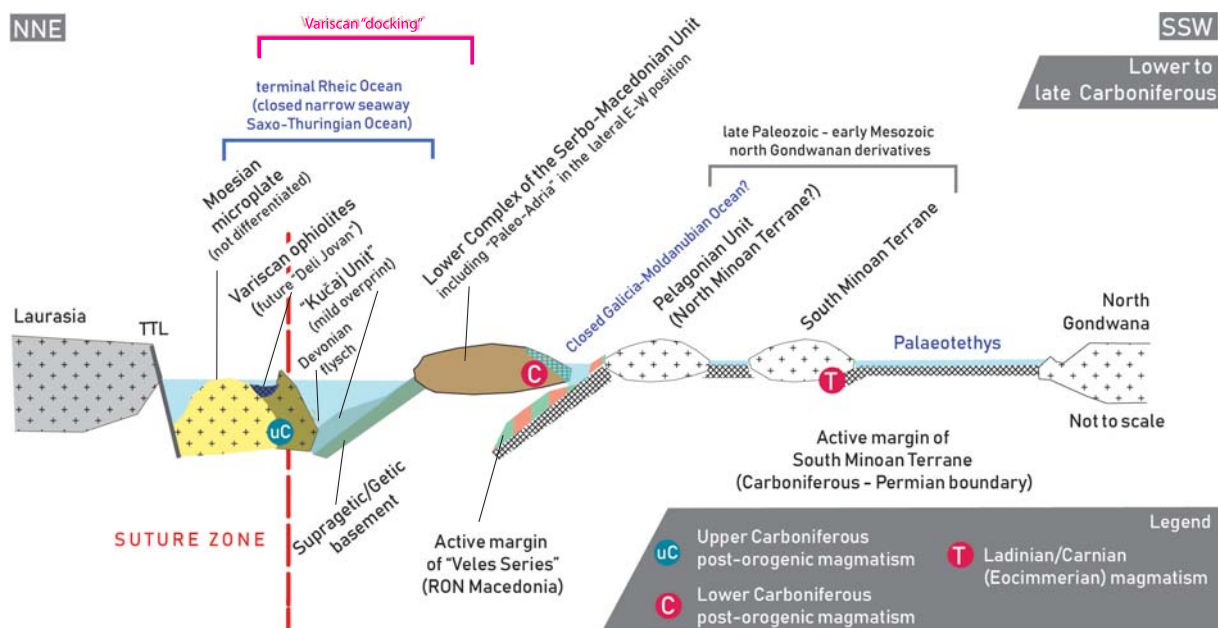 NNE
Variscan “docking”
SSW
Lower to
late Carboniferous
terminal Rheic Ocean
(closed narrow seaway
Saxo-Thuringian Ocean)
late Paleozoic - early Mesozoic
north Gondwanan derivatives
Moesian
microplate
(not differentiated)
Variscan ophiolites
(future “Deli Jovan”)
“Kučaj Unit”
(mild overprint)
Devonian
flysch
Lower Complex of the Serbo-Macedonian Unit
including “Paleo-Adria” in the lateral E-W position
Closed Galicia-Moldanubian Ocean?
Pelagonian Unit
(North Minoan Terrane?)
South Minoan Terrane
Laurasia
TTL
Palaeotethys
North
Gondwana
C
T
uC
Not to scale
Supragetic/Getic
basement
SUTURE ZONE
Active margin
of “Veles Series”
(RON Macedonia)
Active margin of
South Minoan Terrane
(Carboniferous - Permian boundary)
Legend
uC Upper Carboniferous
post-orogenic magmatism
C Lower Carboniferous
post-orogenic magmatism
T Ladinian/Carnian
(Eocimmerian) magmatism